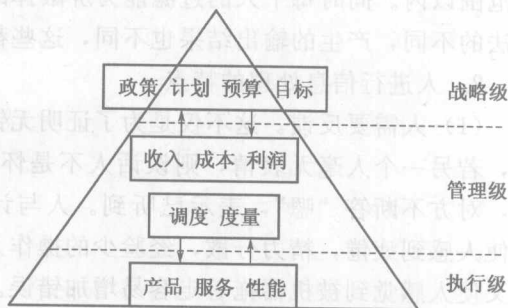 政策 计划 预算 目标
战略级
收入 成本 利润
管理级
调度 度量
产品 服务 性能
执行级